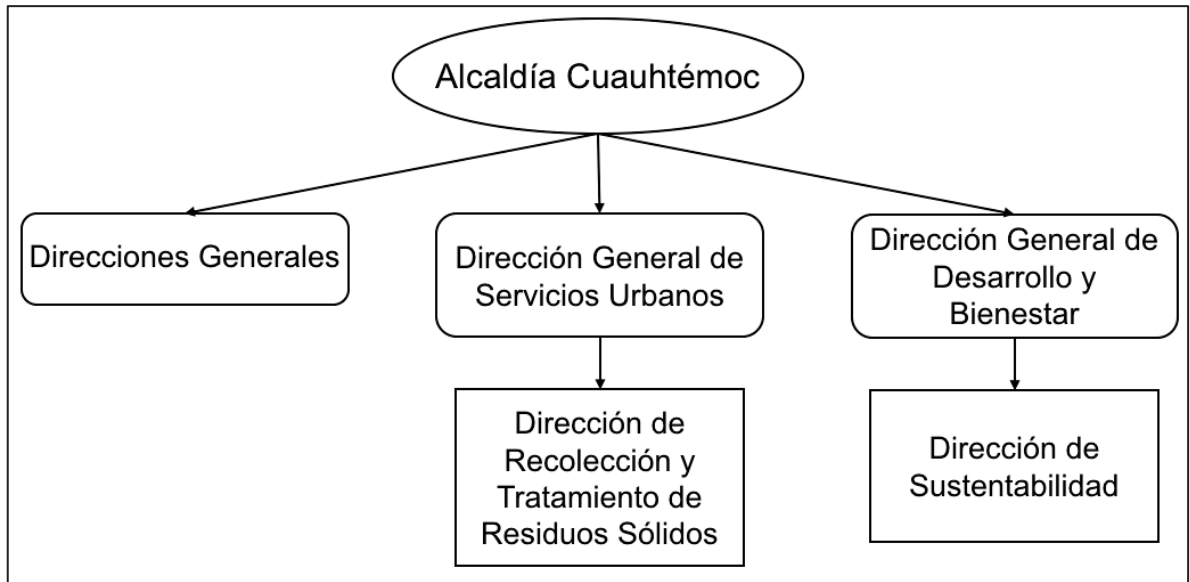 Alcaldía Cuauhtémoc
Direcciones Generales
Dirección General de
Servicios Urbanos
Dirección General de
Desarrollo y
Bienestar
Dirección de
Recolección y
Tratamiento de
Residuos Sólidos
Dirección de
Sustentabilidad